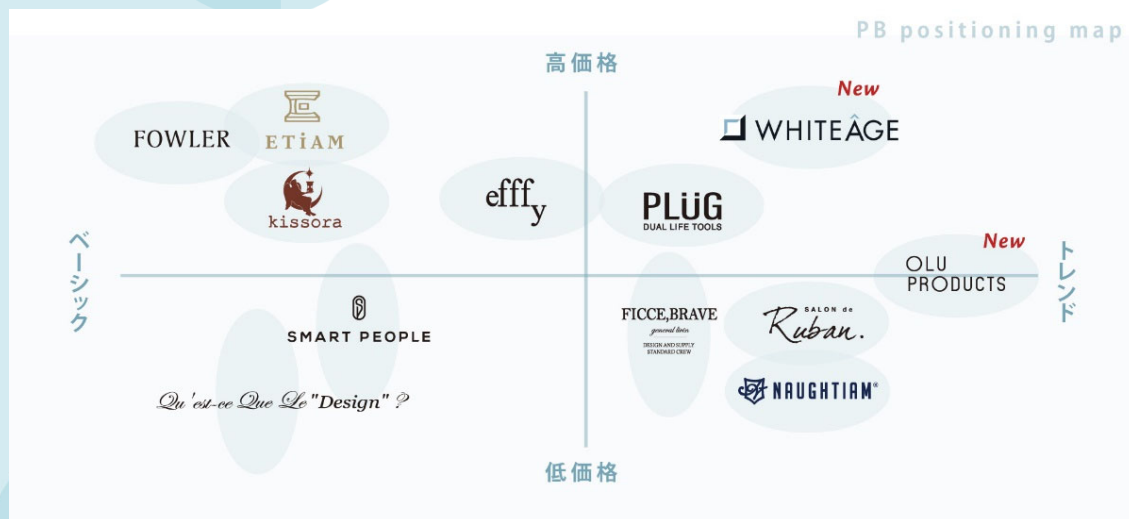 PB positioning map
高価格
New
FOWLER
ETiAM
WHITEÂGE
kissora
efffy
PLÜG
DUAL LIFE TOOLS
ベーシック
New
トレンド
OLU
PRODUCTS
SMART PEOPLE
FICCE,BRAVE
general livin
DESIGN AND SUPPLY
STANDARD CREW
SALON de
Ruban.
Qu'est-ce Que Le "Design" ?
NAUGHTIAM®
低価格